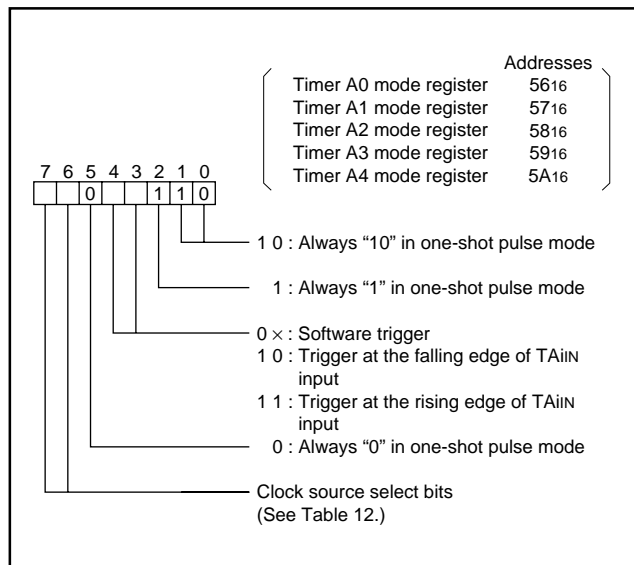 Addresses
Timer A0 mode register 5616
Timer A1 mode register 5716
Timer A2 mode register 5816
Timer A3 mode register 5916
Timer A4 mode register 5A16
7 6 5 4 3 2 1 0
0 1 1 0
1 0 : Always “10” in one-shot pulse mode
1 : Always “1” in one-shot pulse mode
0 × : Software trigger
1 0 : Trigger at the falling edge of TAiIN
input
1 1 : Trigger at the rising edge of TAiIN
input
0 : Always “0” in one-shot pulse mode
Clock source select bits
(See Table 12.)